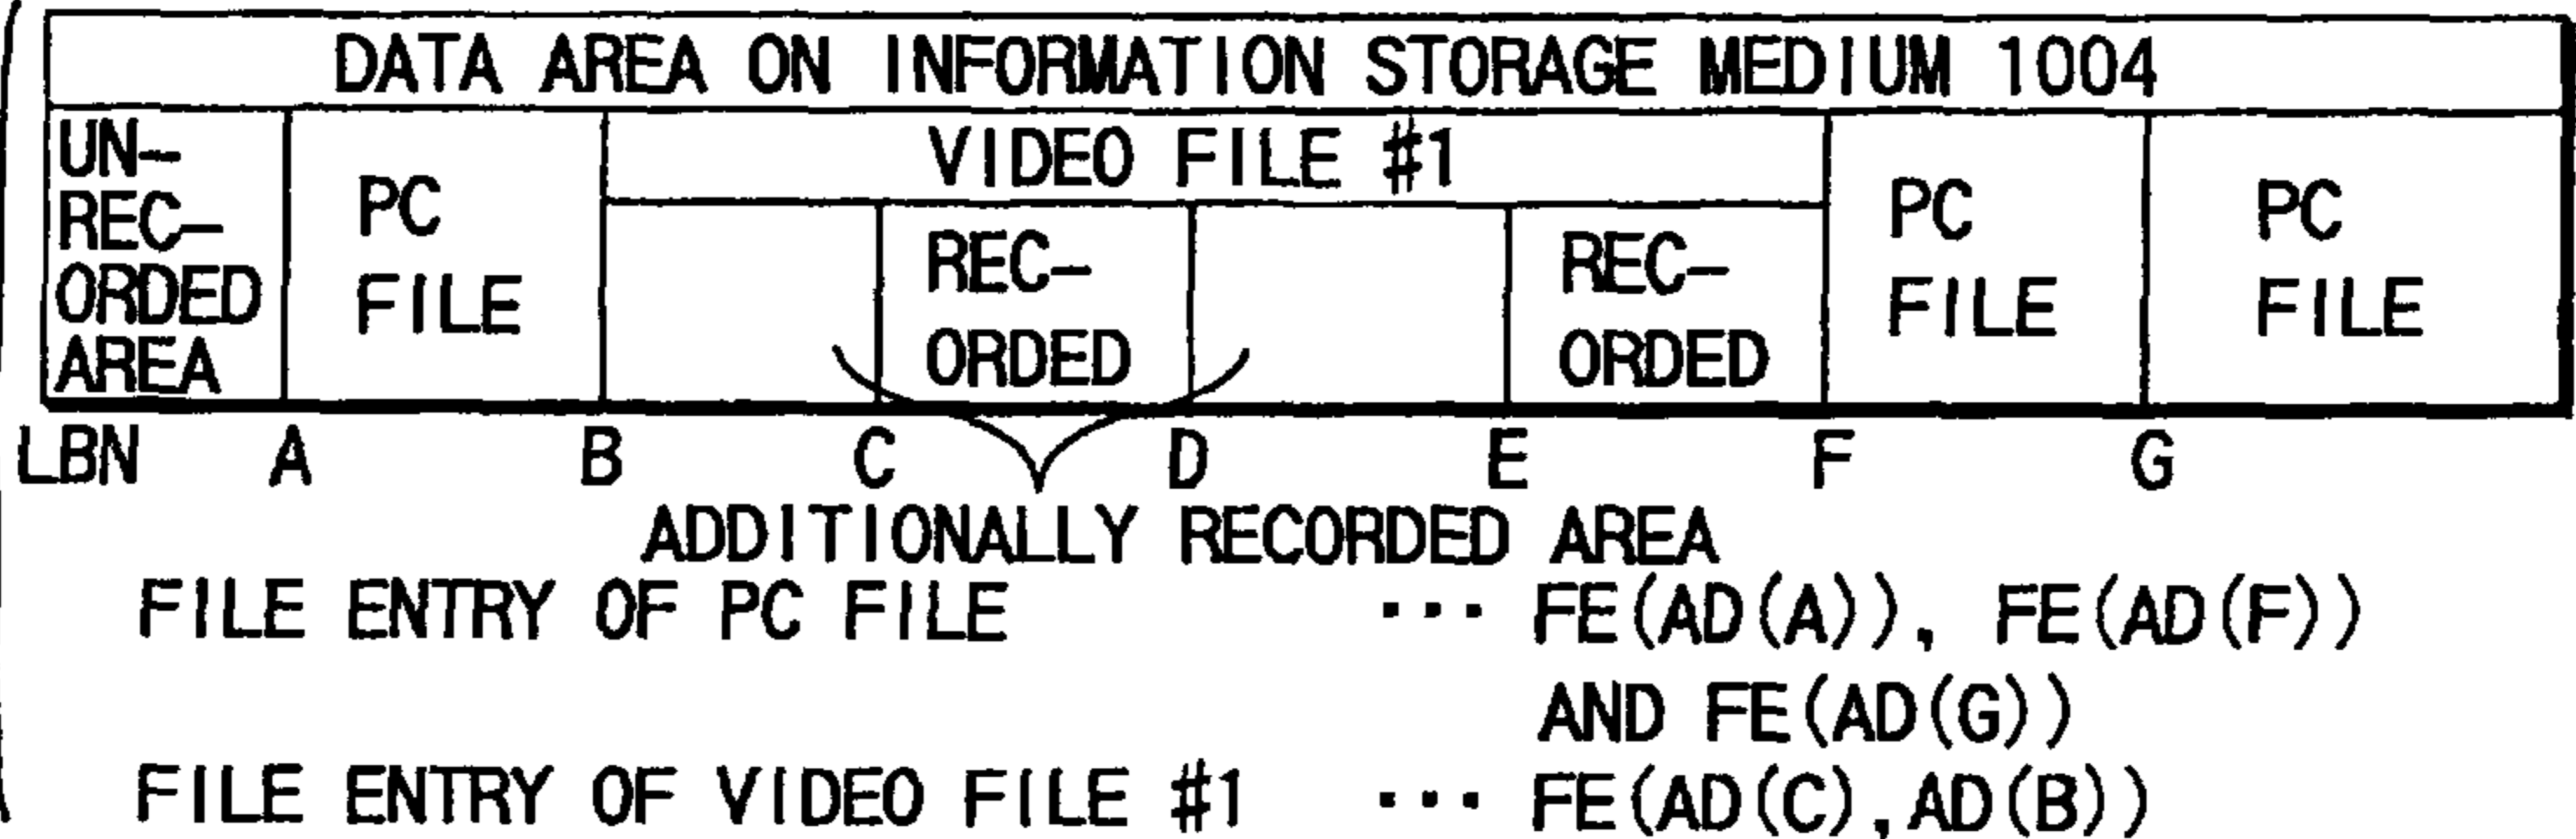 DATA AREA ON INFORMATION STORAGE MEDIUM 1004
UN-
REC-
ORDED
AREA
PC
FILE
VIDEO FILE #1
REC-
ORDED
REC-
ORDED
PC
FILE
PC
FILE
LBN A B C D E F G
ADDITIONALLY RECORDED AREA
FILE ENTRY OF PC FILE ··· FE(AD(A)), FE(AD(F))
AND FE(AD(G))
FILE ENTRY OF VIDEO FILE #1 ··· FE(AD(C),AD(B))